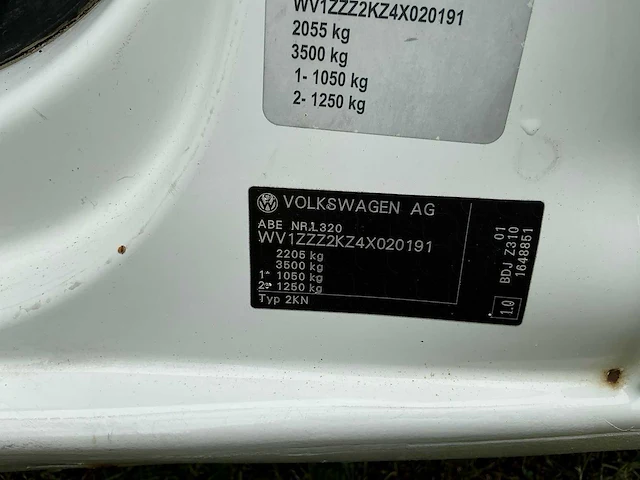 WV1ZZZ2KZ4X020191
2055 kg
3500 kg
1- 1050 kg
2- 1250 kg
VOLKSWAGEN AG
ABE NR.L320
WV1ZZZ2KZ4X020191
2205 kg
3500 kg
1- 1050 kg
2- 1250 kg
Typ 2KN
01
BDJ Z310
1648851
1.0